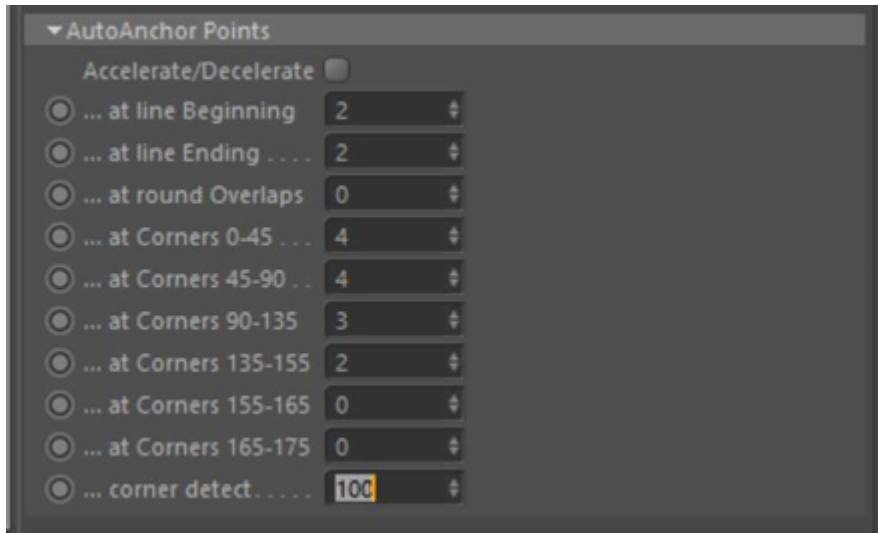 AutoAnchor Points
Accelerate/Decelerate
... at line Beginning 2
... at line Ending .... 2
... at round Overlaps 0
... at Corners 0-45 ... 4
... at Corners 45-90 .. 4
... at Corners 90-135 3
... at Corners 135-155 2
... at Corners 155-165 0
... at Corners 165-175 0
... corner detect..... 100